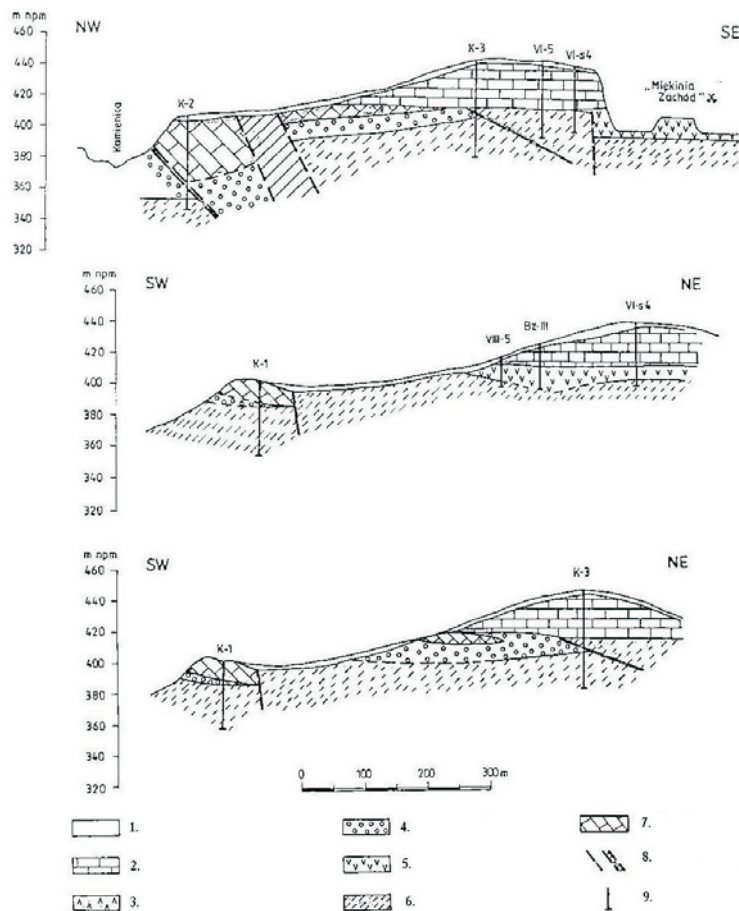 m npm
NW
SE
460
440
420
400
380
360
340
320
Kamienica
K-2
K-3
VI-5
VI-s4
„Miękinia
Zachód"
m npm
SW
NE
460
440
420
400
380
360
340
320
K-1
VIII-5
Bz-III
VI-s4
m npm
SW
NE
460
440
420
400
380
360
340
320
K-1
K-3
0 100 200 300m
1. 4. 7.
2. 5. 8.
3. 6. 9.